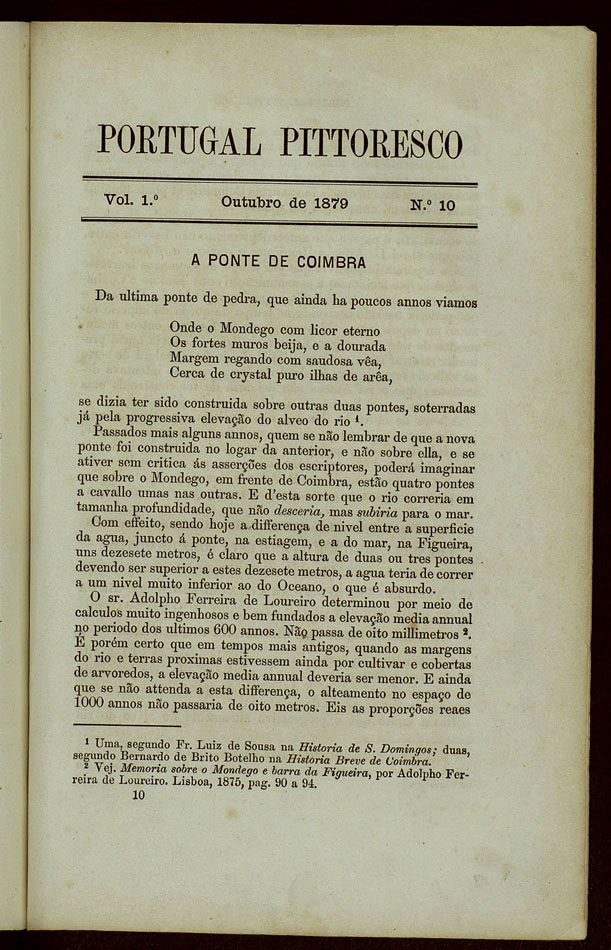 PORTUGAL PITTORESCO
Vol. 1.º Outubro de 1879 N.º 10
A PONTE DE COIMBRA
Da ultima ponte de pedra, que ainda ha poucos annos viamos
Onde o Mondego com licor eterno
Os fortes muros beija, e a dourada
Margem regando com saudosa vêa,
Cerca de crystal puro ilhas de arêa,
se dizia ter sido construida sobre outras duas pontes, soterradas
já pela progressiva elevação do alveo do rio ¹.
Passados mais alguns annos, quem se não lembrar de que a nova
ponte foi construida no logar da anterior, e não sobre ella, e se
ativer sem critica ás asserções dos escriptores, poderá imaginar
que sobre o Mondego, em frente de Coimbra, estão quatro pontes
a cavallo umas nas outras. E d'esta sorte que o rio correria em
tamanha profundidade, que não desceria, mas subiria para o mar.
Com effeito, sendo hoje a differença de nivel entre a superficie
da agua, juncto á ponte, na estiagem, e a do mar, na Figueira,
uns dezesete metros, é claro que a altura de duas ou tres pontes
devendo ser superior a estes dezesete metros, a agua teria de correr
a um nivel muito inferior ao do Oceano, o que é absurdo.
O sr. Adolpho Ferreira de Loureiro determinou por meio de
calculos muito ingenhosos e bem fundados a elevação media annual
no periodo dos ultimos 600 annos. Não passa de oito millimetros ².
É porém certo que em tempos mais antigos, quando as margens
do rio e terras proximas estivessem ainda por cultivar e cobertas
de arvoredos, a elevação media annual deveria ser menor. E ainda
que se não attenda a esta differença, o alteamento no espaço de
1000 annos não passaria de oito metros. Eis as proporções reaes
¹ Uma, segundo Fr. Luiz de Sousa na Historia de S. Domingos; duas,
segundo Bernardo de Brito Botelho na Historia Breve de Coimbra.
² Vej. Memoria sobre o Mondego e barra da Figueira, por Adolpho Fer-
reira de Loureiro. Lisboa, 1875, pag. 90 a 94.
10